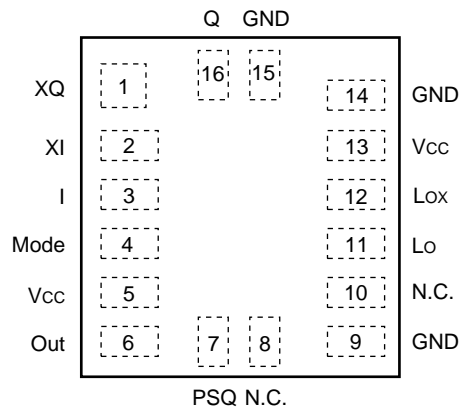 Q GND
XQ 1 16 15 14 GND
XI 2 13 VCC
I 3 12 LOX
Mode 4 11 LO
VCC 5 10 N.C.
Out 6 7 8 9 GND
PSQ N.C.